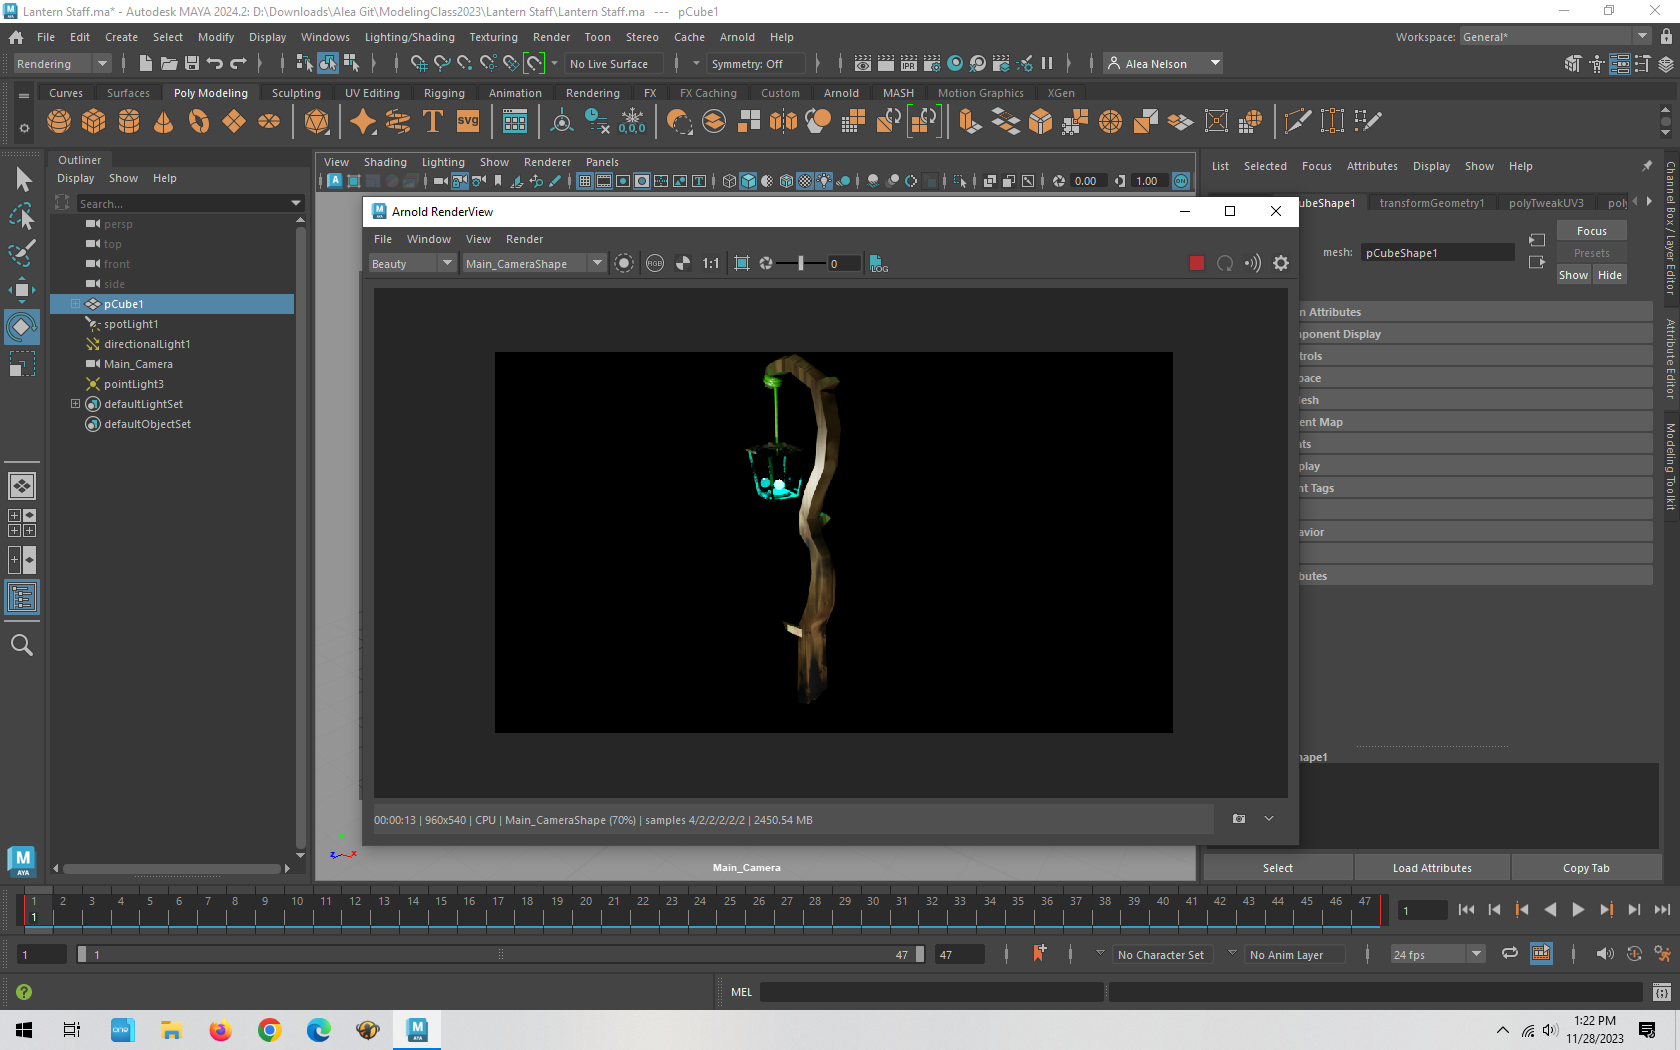 Lantern Staff.ma* - Autodesk MAYA 2024.2: D:\Downloads\Alea Git\ModelingClass2023\Lantern Staff\Lantern Staff.ma --- pCube1
File Edit Create Select Modify Display Windows Lighting/Shading Texturing Render Toon Stereo Cache Arnold Help
Workspace: General*
Rendering No Live Surface Symmetry: Off Alea Nelson
Curves Surfaces Poly Modeling Sculpting UV Editing Rigging Animation Rendering FX FX Caching Custom Arnold MASH Motion Graphics XGen
Outliner
Display Show Help
Search...
persp
top
front
side
pCube1
spotLight1
directionalLight1
Main_Camera
pointLight3
defaultLightSet
defaultObjectSet
View Shading Lighting Show Renderer Panels
0.00 1.00
Arnold RenderView
File Window View Render
Beauty Main_CameraShape 1:1 0 LOG
00:00:13 | 960x540 | CPU | Main_CameraShape (70%) | samples 4/2/2/2/2/2 | 2450.54 MB
Main_Camera
List Selected Focus Attributes Display Show Help
ubeShape1 transformGeometry1 polyTweakUV3 poly
Focus
mesh: pCubeShape1
Presets
Show Hide
n Attributes
ponent Display
trols
pace
esh
ent Map
ts
play
nt Tags
avior
butes
hape1
Select Load Attributes Copy Tab
Channel Box / Layer Editor
Attribute Editor
Modeling Toolkit
1 2 3 4 5 6 7 8 9 10 11 12 13 14 15 16 17 18 19 20 21 22 23 24 25 26 27 28 29 30 31 32 33 34 35 36 37 38 39 40 41 42 43 44 45 46 47
1
1
1 1 47 47 No Character Set No Anim Layer 24 fps
MEL
1:22 PM
11/28/2023